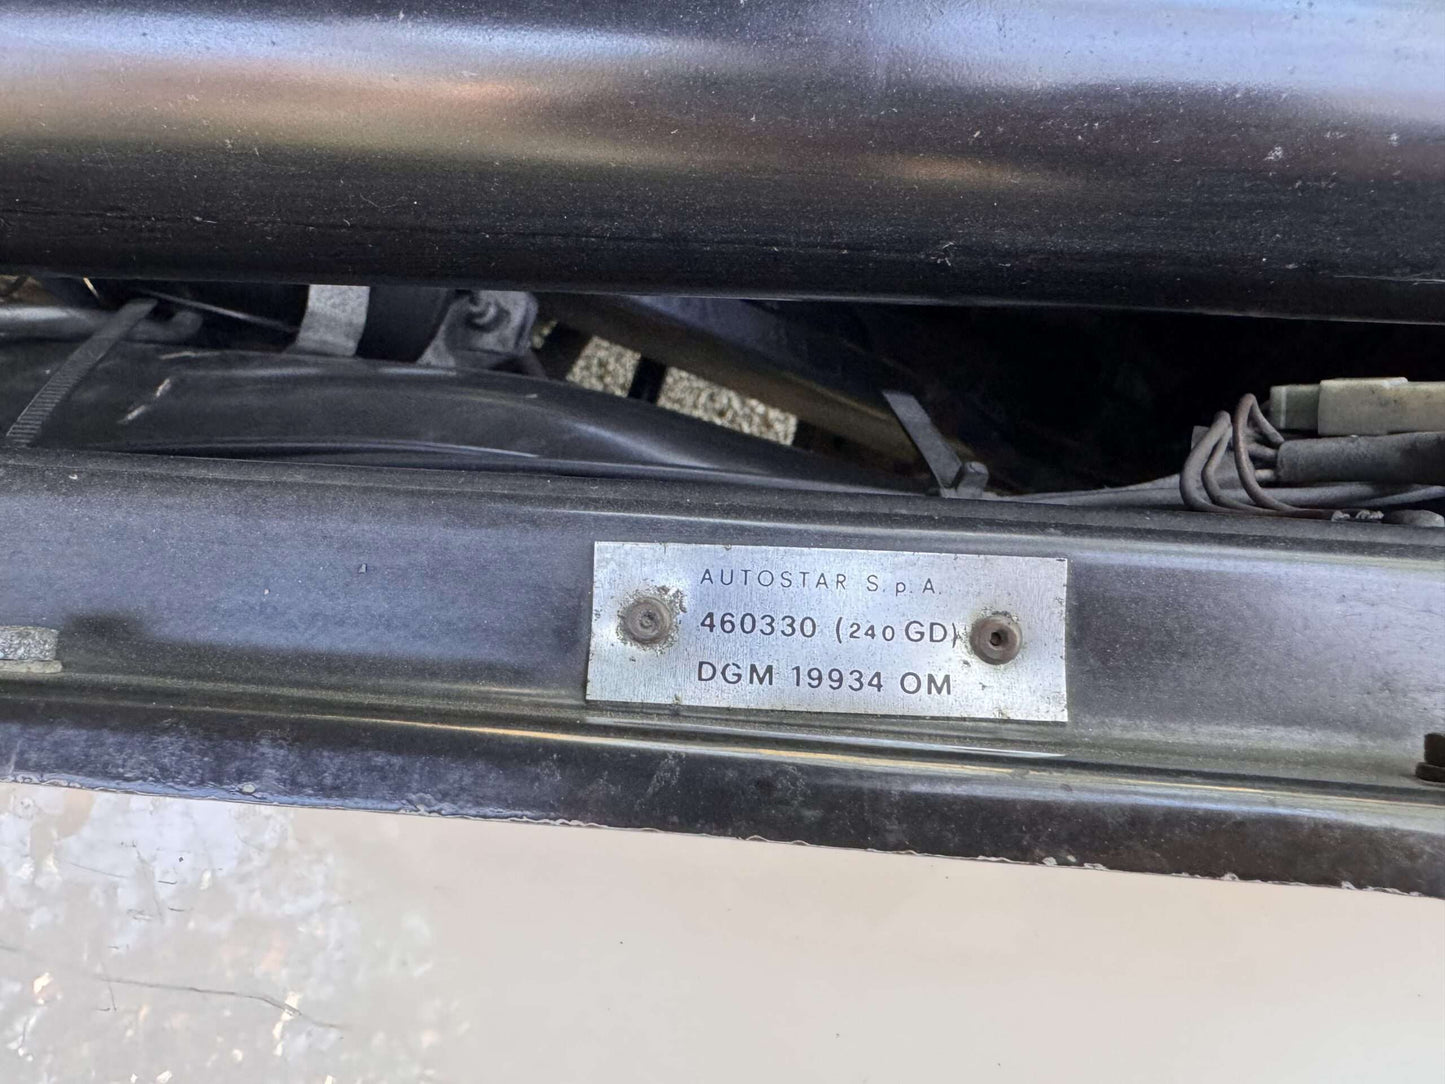 AUTOSTAR S.p.A.
460330 (240 GD)
DGM 19934 OM